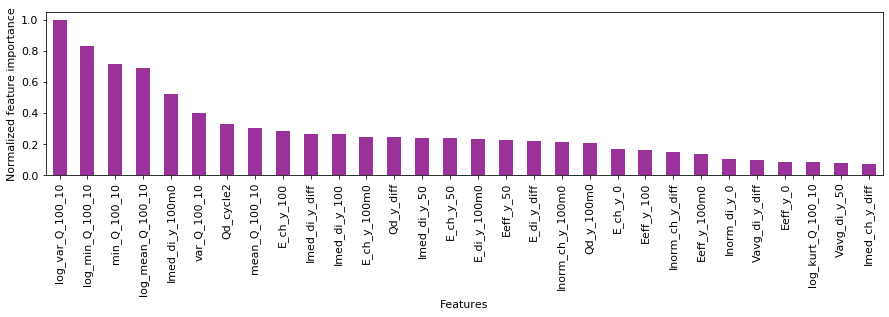 Normalized feature importance
1.0
0.8
0.6
0.4
0.2
0.0
log_var_Q_100_10
log_min_Q_100_10
min_Q_100_10
log_mean_Q_100_10
Imed_di_y_100m0
var_Q_100_10
Qd_cycle2
mean_Q_100_10
E_ch_y_100
Imed_di_y_diff
Imed_di_y_100
E_ch_y_100m0
Qd_y_diff
Imed_di_y_50
E_ch_y_50
E_di_y_100m0
Eeff_y_50
E_di_y_diff
Inorm_ch_y_100m0
Qd_y_100m0
E_ch_y_0
Eeff_y_100
Inorm_ch_y_diff
Eeff_y_100m0
Inorm_di_y_0
Vavg_di_y_diff
Eeff_y_0
log_kurt_Q_100_10
Vavg_di_y_50
Imed_ch_y_diff
Features